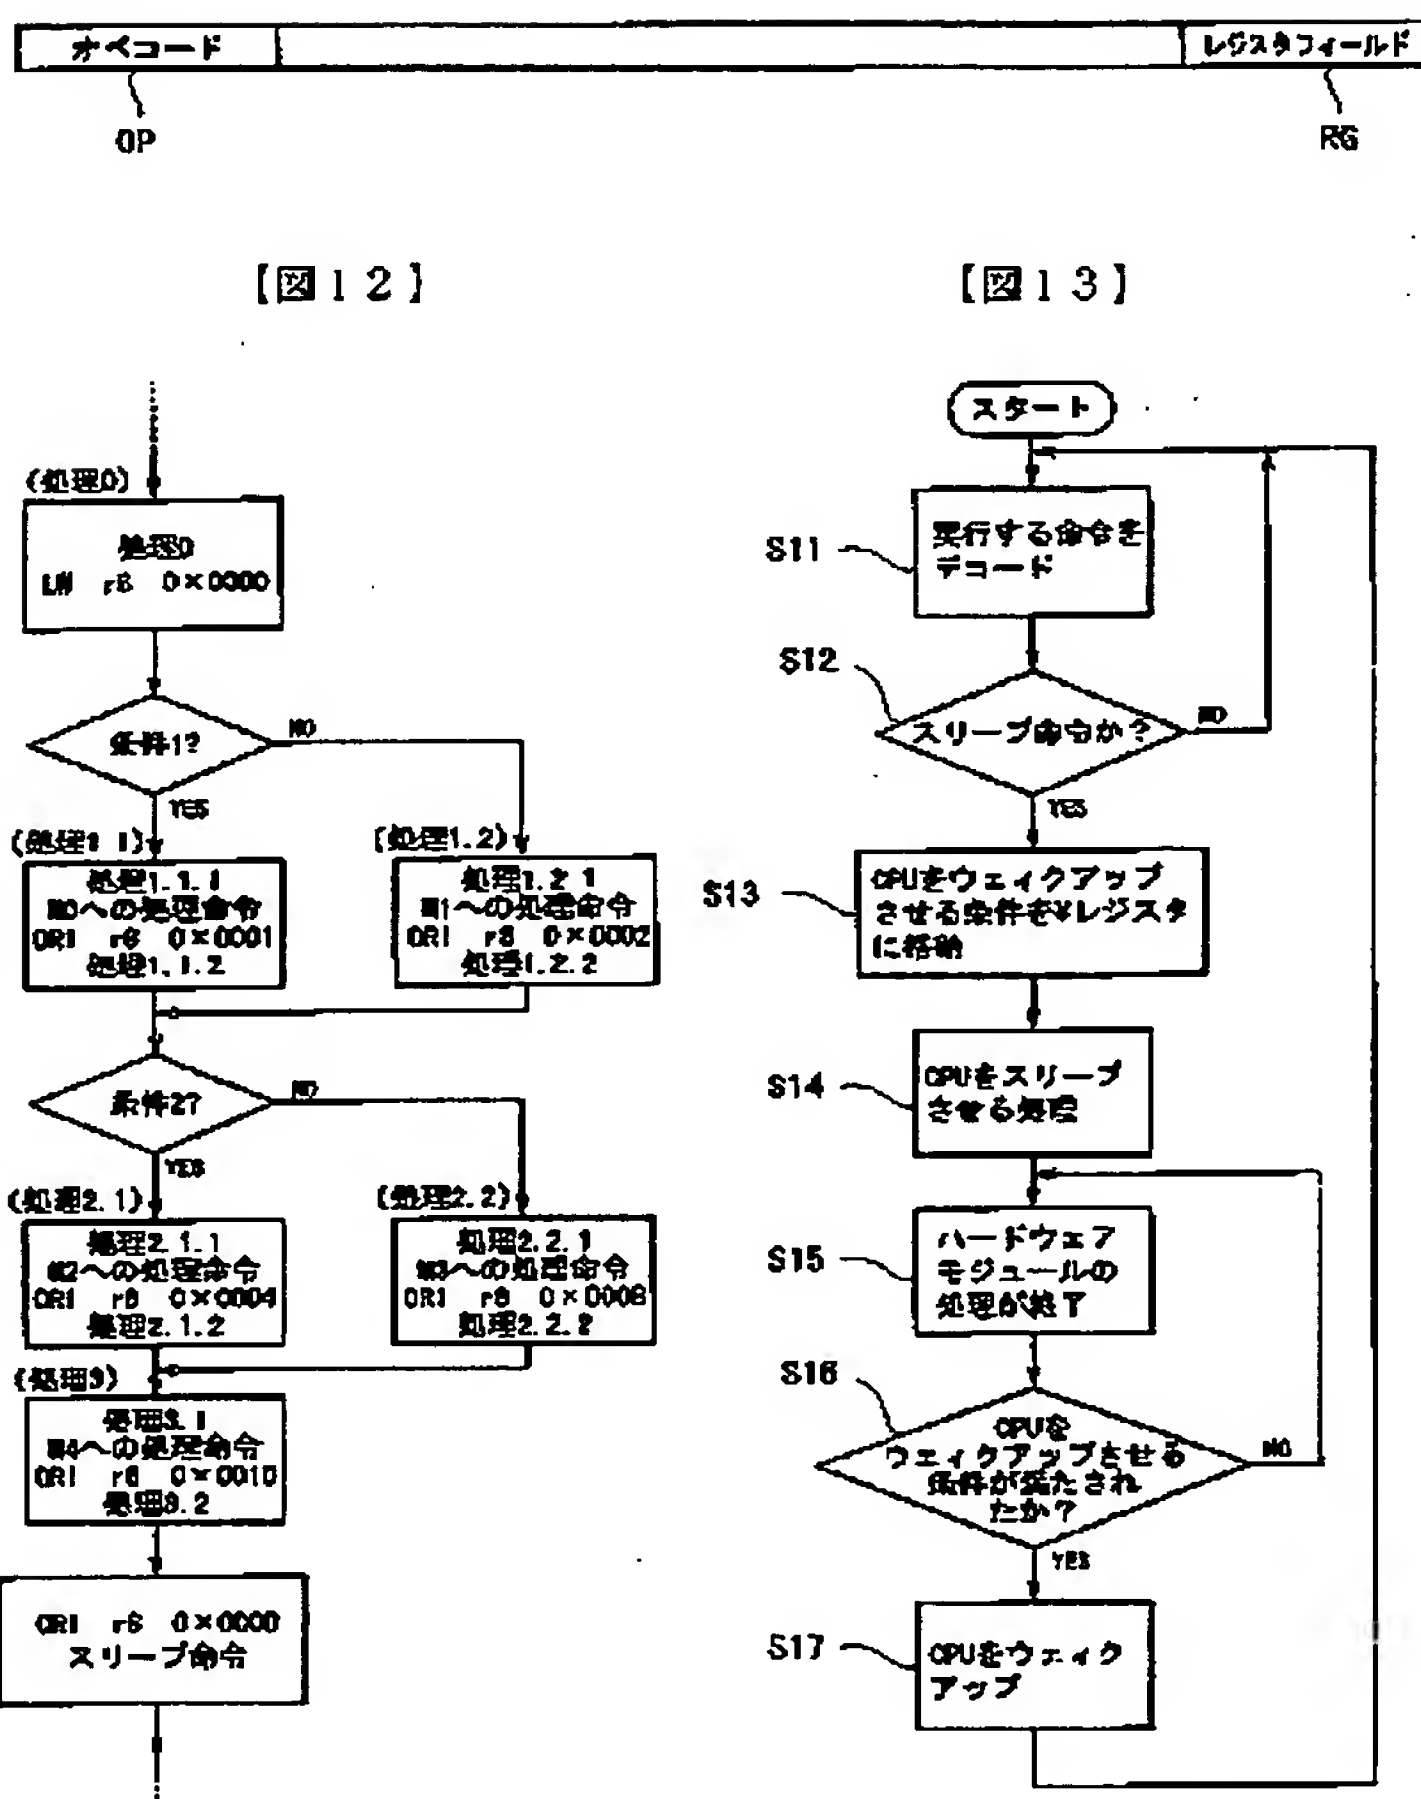 オペコード
レジスタフィールド
OP
RG
【図12】
(処理0)
処理0
0×0000
条件1?
NO
YES
(処理1.1)
処理1.1.1
M0への処理命令
ORI r8 0×0001
処理1.1.2
(処理1.2)
処理1.2.1
M1への処理命令
ORI r8 0×0002
処理1.2.2
条件2?
NO
YES
(処理2.1)
処理2.1.1
M2への処理命令
ORI r8 0×0004
処理2.1.2
(処理2.2)
処理2.2.1
M3への処理命令
ORI r8 0×0008
処理2.2.2
(処理3)
処理3.1
M4への処理命令
ORI r8 0×0010
処理3.2
ORI r8 0×0000
スリープ命令
【図13】
スタート
S11
実行する命令を
デコード
S12
スリープ命令か?
NO
YES
S13
CPUをウェイクアップ
させる条件を¥レジスタ
に格納
S14
CPUをスリープ
させる処理
S15
ハードウェア
モジュールの
処理が終了
S16
CPUを
ウェイクアップさせる
条件が満たされ
たか?
NO
YES
S17
CPUをウェイク
アップ